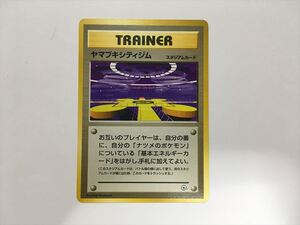 TRAINER
ヤマブキシティジム
スタジアムカード
お互いのプレイヤーは、自分の番に、自分の「ナツメのポケモン」についている「基本エネルギーカード」をはがし、手札に加えてよい。